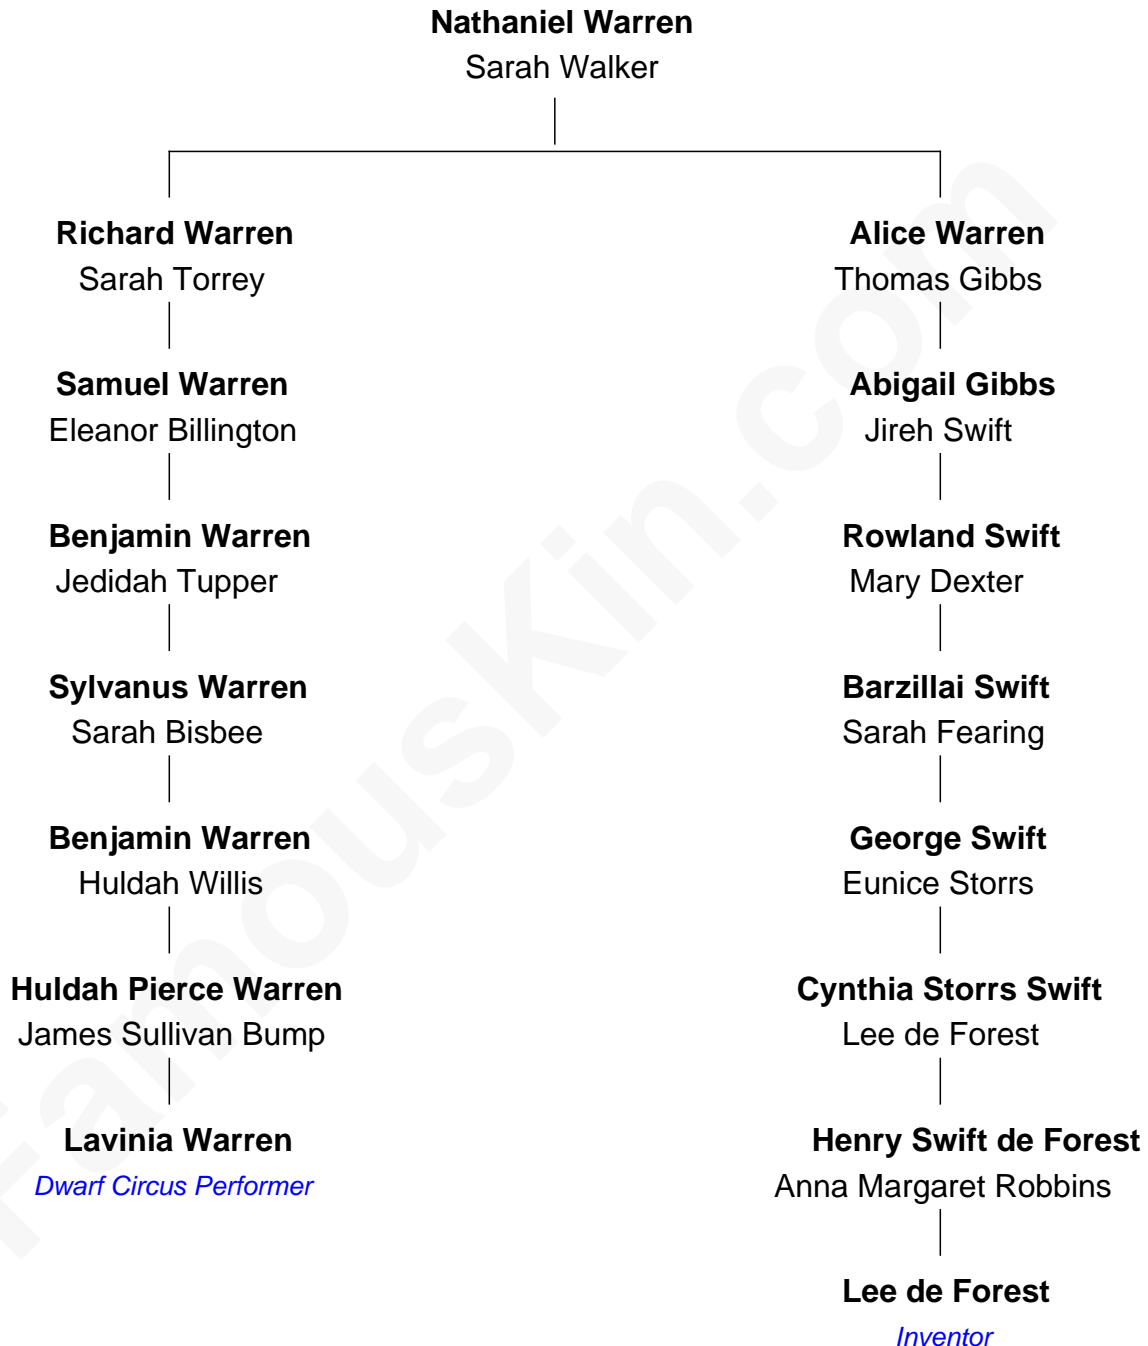 Nathaniel Warren
Sarah Walker
Richard Warren
Sarah Torrey
Samuel Warren
Eleanor Billington
Benjamin Warren
Jedidah Tupper
Sylvanus Warren
Sarah Bisbee
Benjamin Warren
Huldah Willis
Huldah Pierce Warren
James Sullivan Bump
Lavinia Warren
Dwarf Circus Performer
Alice Warren
Thomas Gibbs
Abigail Gibbs
Jireh Swift
Rowland Swift
Mary Dexter
Barzillai Swift
Sarah Fearing
George Swift
Eunice Storrs
Cynthia Storrs Swift
Lee de Forest
Henry Swift de Forest
Anna Margaret Robbins
Lee de Forest
Inventor
FamousKin.com